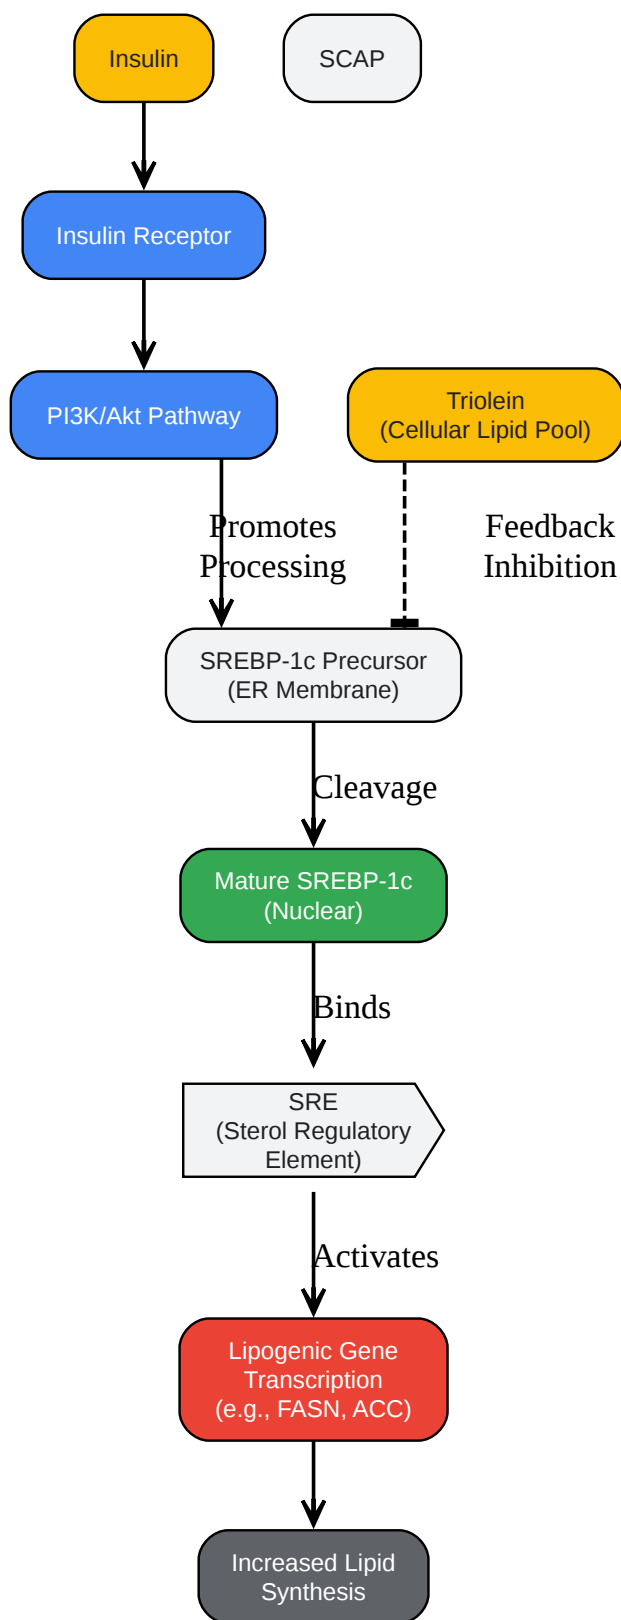 Insulin
SCAP
Insulin Receptor
PI3K/Akt Pathway
Triolein
(Cellular Lipid Pool)
Promotes
Processing
Feedback
Inhibition
SREBP-1c Precursor
(ER Membrane)
Cleavage
Mature SREBP-1c
(Nuclear)
Binds
SRE
(Sterol Regulatory
Element)
Activates
Lipogenic Gene
Transcription
(e.g., FASN, ACC)
Increased Lipid
Synthesis